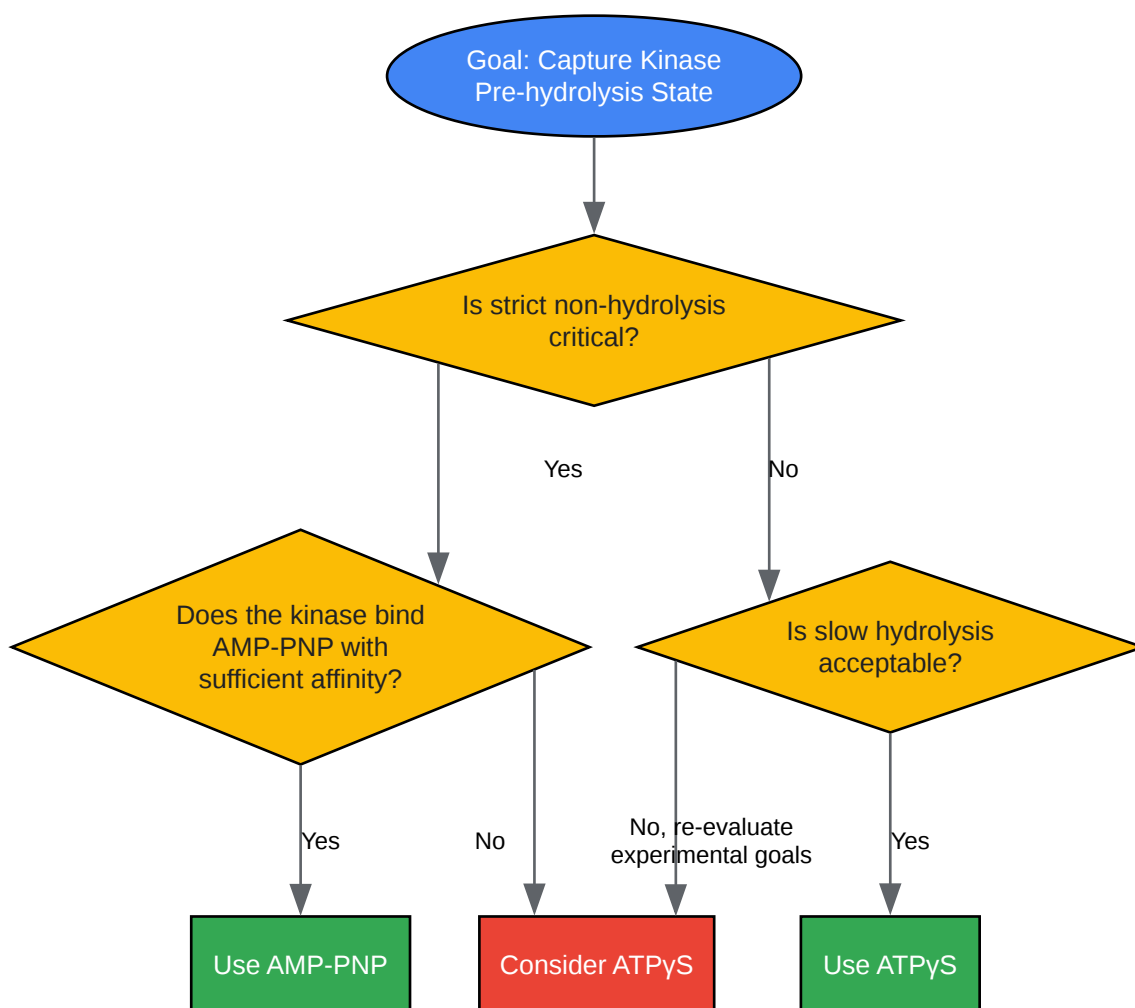 Goal: Capture Kinase
Pre-hydrolysis State
Is strict non-hydrolysis
critical?
Yes
No
Does the kinase bind
AMP-PNP with
sufficient affinity?
Is slow hydrolysis
acceptable?
Yes
No
No, re-evaluate
experimental goals
Yes
Use AMP-PNP
Consider ATPγS
Use ATPγS